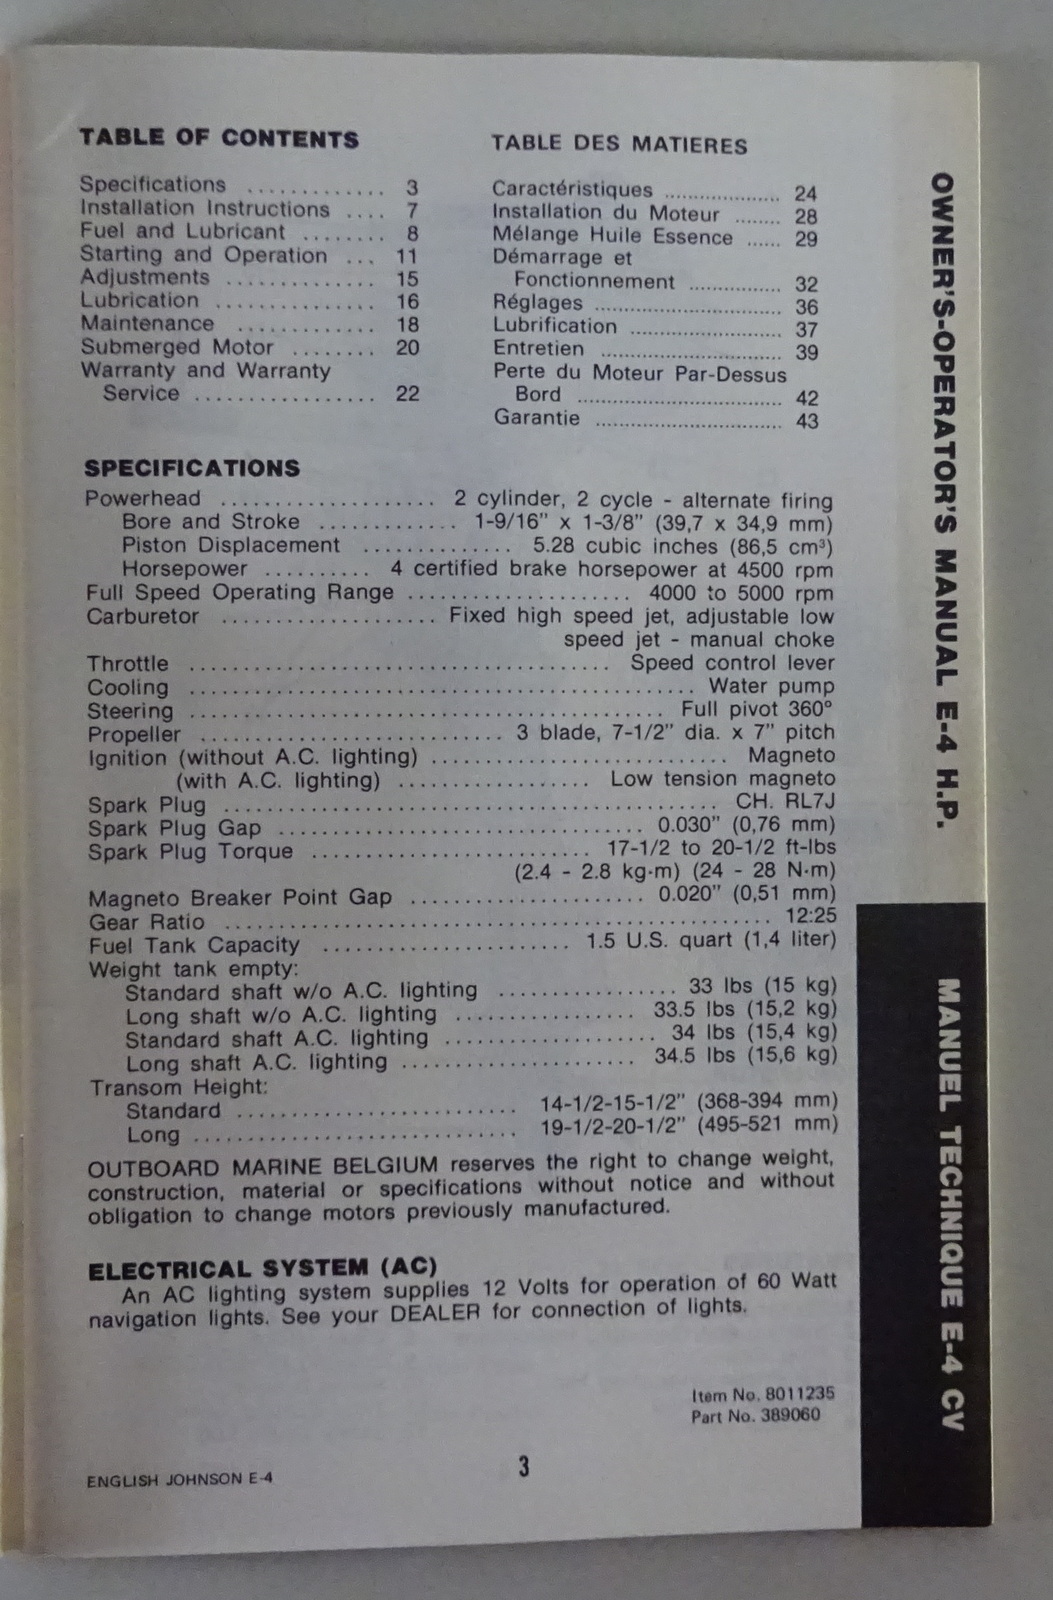 TABLE OF CONTENTS
Specifications ............. 3
Installation Instructions .... 7
Fuel and Lubricant ........ 8
Starting and Operation ... 11
Adjustments .............. 15
Lubrication ............... 16
Maintenance ............. 18
Submerged Motor ........ 20
Warranty and Warranty
Service ................. 22
TABLE DES MATIERES
Caractéristiques .................... 24
Installation du Moteur ........ 28
Mélange Huile Essence ...... 29
Démarrage et
Fonctionnement ................ 32
Réglages ................................. 36
Lubrification ........................... 37
Entretien ................................ 39
Perte du Moteur Par-Dessus
Bord .................................... 42
Garantie ................................. 43
SPECIFICATIONS
Powerhead .................... 2 cylinder, 2 cycle - alternate firing
Bore and Stroke ............. 1-9/16" x 1-3/8" (39,7 x 34,9 mm)
Piston Displacement .............. 5.28 cubic inches (86,5 cm³)
Horsepower .......... 4 certified brake horsepower at 4500 rpm
Full Speed Operating Range ..................... 4000 to 5000 rpm
Carburetor .................... Fixed high speed jet, adjustable low
speed jet - manual choke
Throttle ....................................... Speed control lever
Cooling ............................................... Water pump
Steering ............................................ Full pivot 360°
Propeller ............................ 3 blade, 7-1/2" dia. x 7" pitch
Ignition (without A.C. lighting) ........................... Magneto
(with A.C. lighting) .................. Low tension magneto
Spark Plug .............................................. CH. RL7J
Spark Plug Gap .................................. 0.030" (0,76 mm)
Spark Plug Torque .......................... 17-1/2 to 20-1/2 ft-lbs
(2.4 - 2.8 kg·m) (24 - 28 N·m)
Magneto Breaker Point Gap ...................... 0.020" (0,51 mm)
Gear Ratio .................................................... 12:25
Fuel Tank Capacity ....................... 1.5 U.S. quart (1,4 liter)
Weight tank empty:
Standard shaft w/o A.C. lighting ................. 33 lbs (15 kg)
Long shaft w/o A.C. lighting ................. 33.5 lbs (15,2 kg)
Standard shaft A.C. lighting .................... 34 lbs (15,4 kg)
Long shaft A.C. lighting ...................... 34.5 lbs (15,6 kg)
Transom Height:
Standard .......................... 14-1/2-15-1/2" (368-394 mm)
Long .............................. 19-1/2-20-1/2" (495-521 mm)
OUTBOARD MARINE BELGIUM reserves the right to change weight,
construction, material or specifications without notice and without
obligation to change motors previously manufactured.
ELECTRICAL SYSTEM (AC)
An AC lighting system supplies 12 Volts for operation of 60 Watt
navigation lights. See your DEALER for connection of lights.
Item No. 8011235
Part No. 389060
3
ENGLISH JOHNSON E-4
OWNER'S-OPERATOR'S MANUAL E-4 H.P.
MANUEL TECHNIQUE E-4 CV